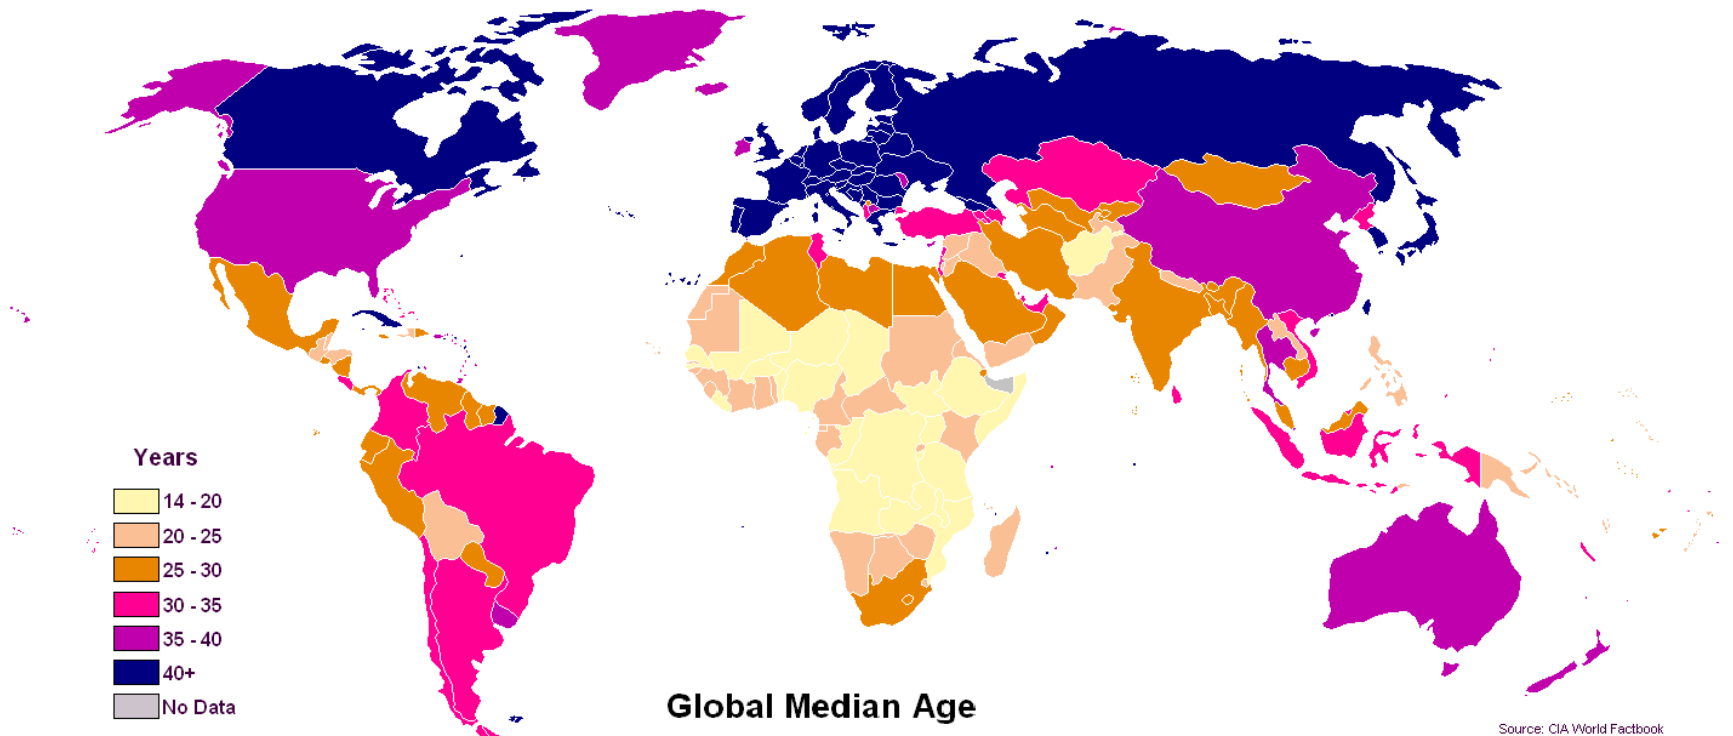 Years
14 - 20
20 - 25
25 - 30
30 - 35
35 - 40
40+
No Data
Global Median Age
Source: CIA World Factbook